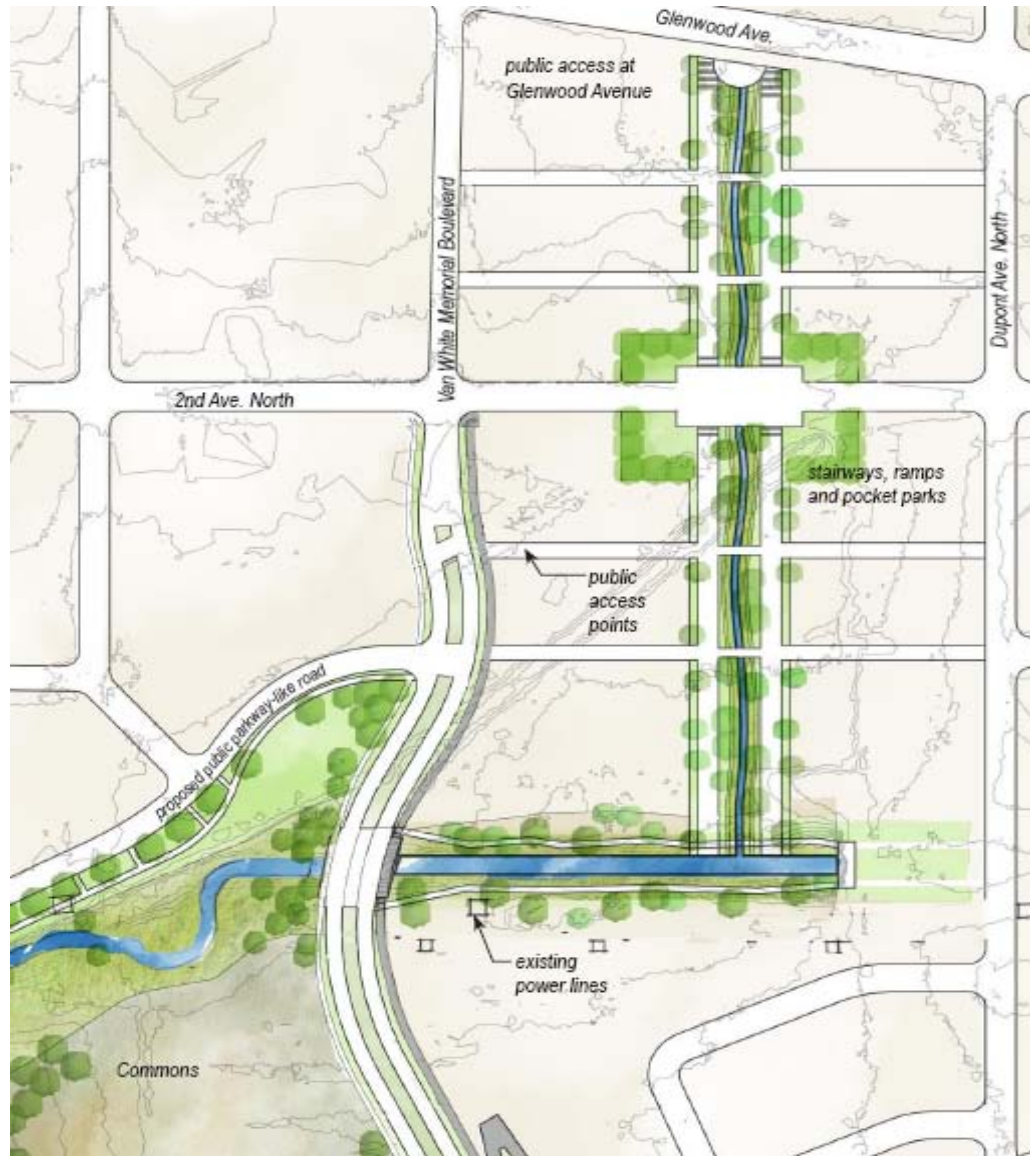 Glenwood Ave.
public access at
Glenwood Avenue
Van White Memorial Boulevard
Dupont Ave. North
2nd Ave. North
stairways, ramps
and pocket parks
public
access
points
proposed public parkway-like road
existing
power lines
Commons